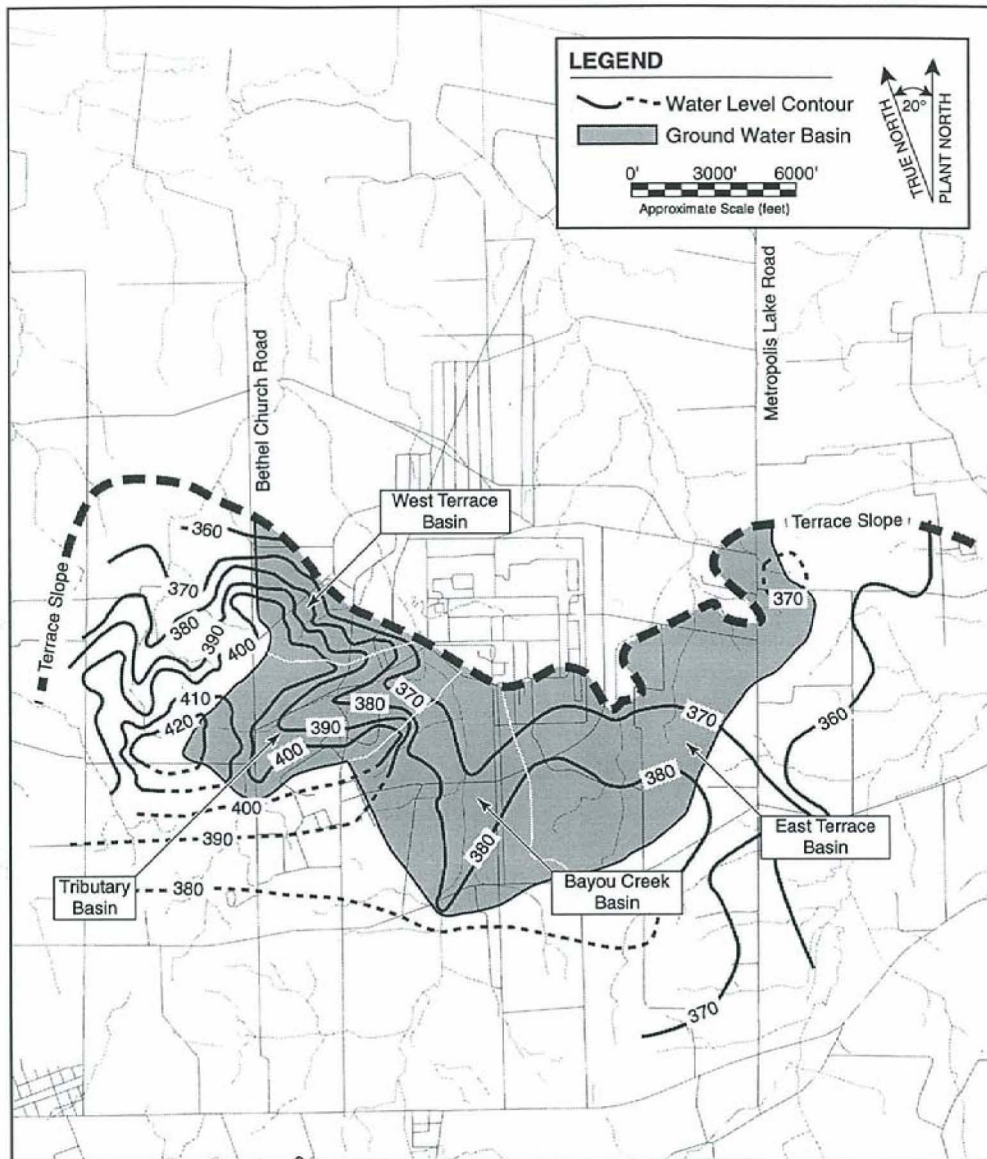 LEGEND
Water Level Contour
Ground Water Basin
0' 3000' 6000'
Approximate Scale (feet)
20°
TRUE NORTH
PLANT NORTH
Bethel Church Road
Metropolis Lake Road
West Terrace
Basin
Terrace Slope
Terrace Slope
360
370
380
390
400
410
420
370
380
390
400
400
390
380
370
380
380
370
360
370
Tributary
Basin
Bayou Creek
Basin
East Terrace
Basin